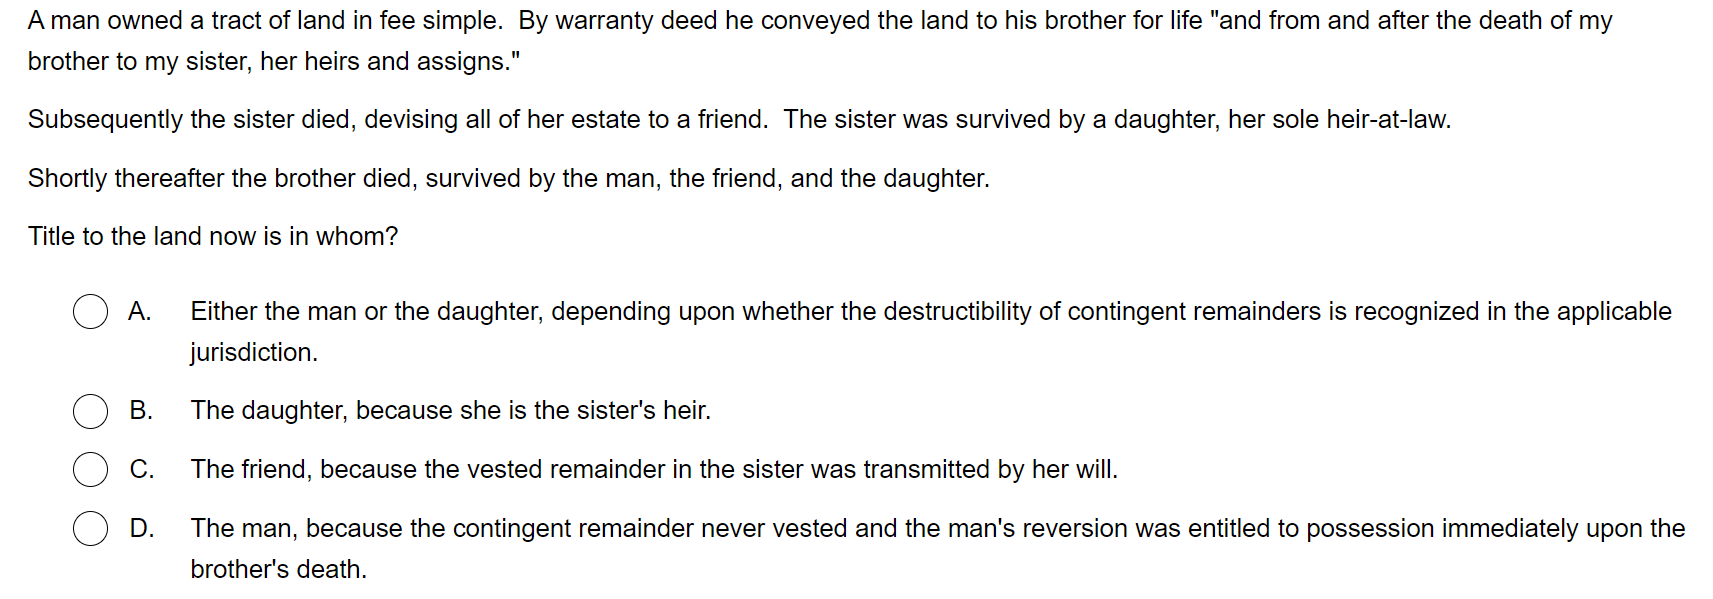 A man owned a tract of land in fee simple.  By warranty deed he conveyed the land to his brother for life "and from and after the death of my
brother to my sister, her heirs and assigns."
Subsequently the sister died, devising all of her estate to a friend.  The sister was survived by a daughter, her sole heir-at-law.
Shortly thereafter the brother died, survived by the man, the friend, and the daughter.
Title to the land now is in whom?
A. Either the man or the daughter, depending upon whether the destructibility of contingent remainders is recognized in the applicable
jurisdiction.
B. The daughter, because she is the sister's heir.
C. The friend, because the vested remainder in the sister was transmitted by her will.
D. The man, because the contingent remainder never vested and the man's reversion was entitled to possession immediately upon the
brother's death.